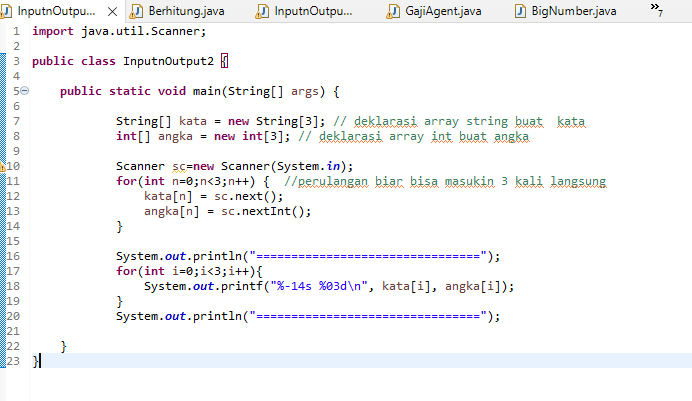 InputnOutpu... Berhitung.java InputnOutpu... GajiAgent.java BigNumber.java »7
1 import java.util.Scanner;
2
3 public class InputnOutput2 {
4
5 public static void main(String[] args) {
6
7 String[] kata = new String[3]; // deklarasi array string buat  kata
8 int[] angka = new int[3]; // deklarasi array int buat angka
9
10 Scanner sc=new Scanner(System.in);
11 for(int n=0;n<3;n++) {  //perulangan biar bisa masukin 3 kali langsung
12 kata[n] = sc.next();
13 angka[n] = sc.nextInt();
14 }
15
16 System.out.println("================================");
17 for(int i=0;i<3;i++){
18 System.out.printf("%-14s %03d\n", kata[i], angka[i]);
19 }
20 System.out.println("================================");
21
22 }
23 }